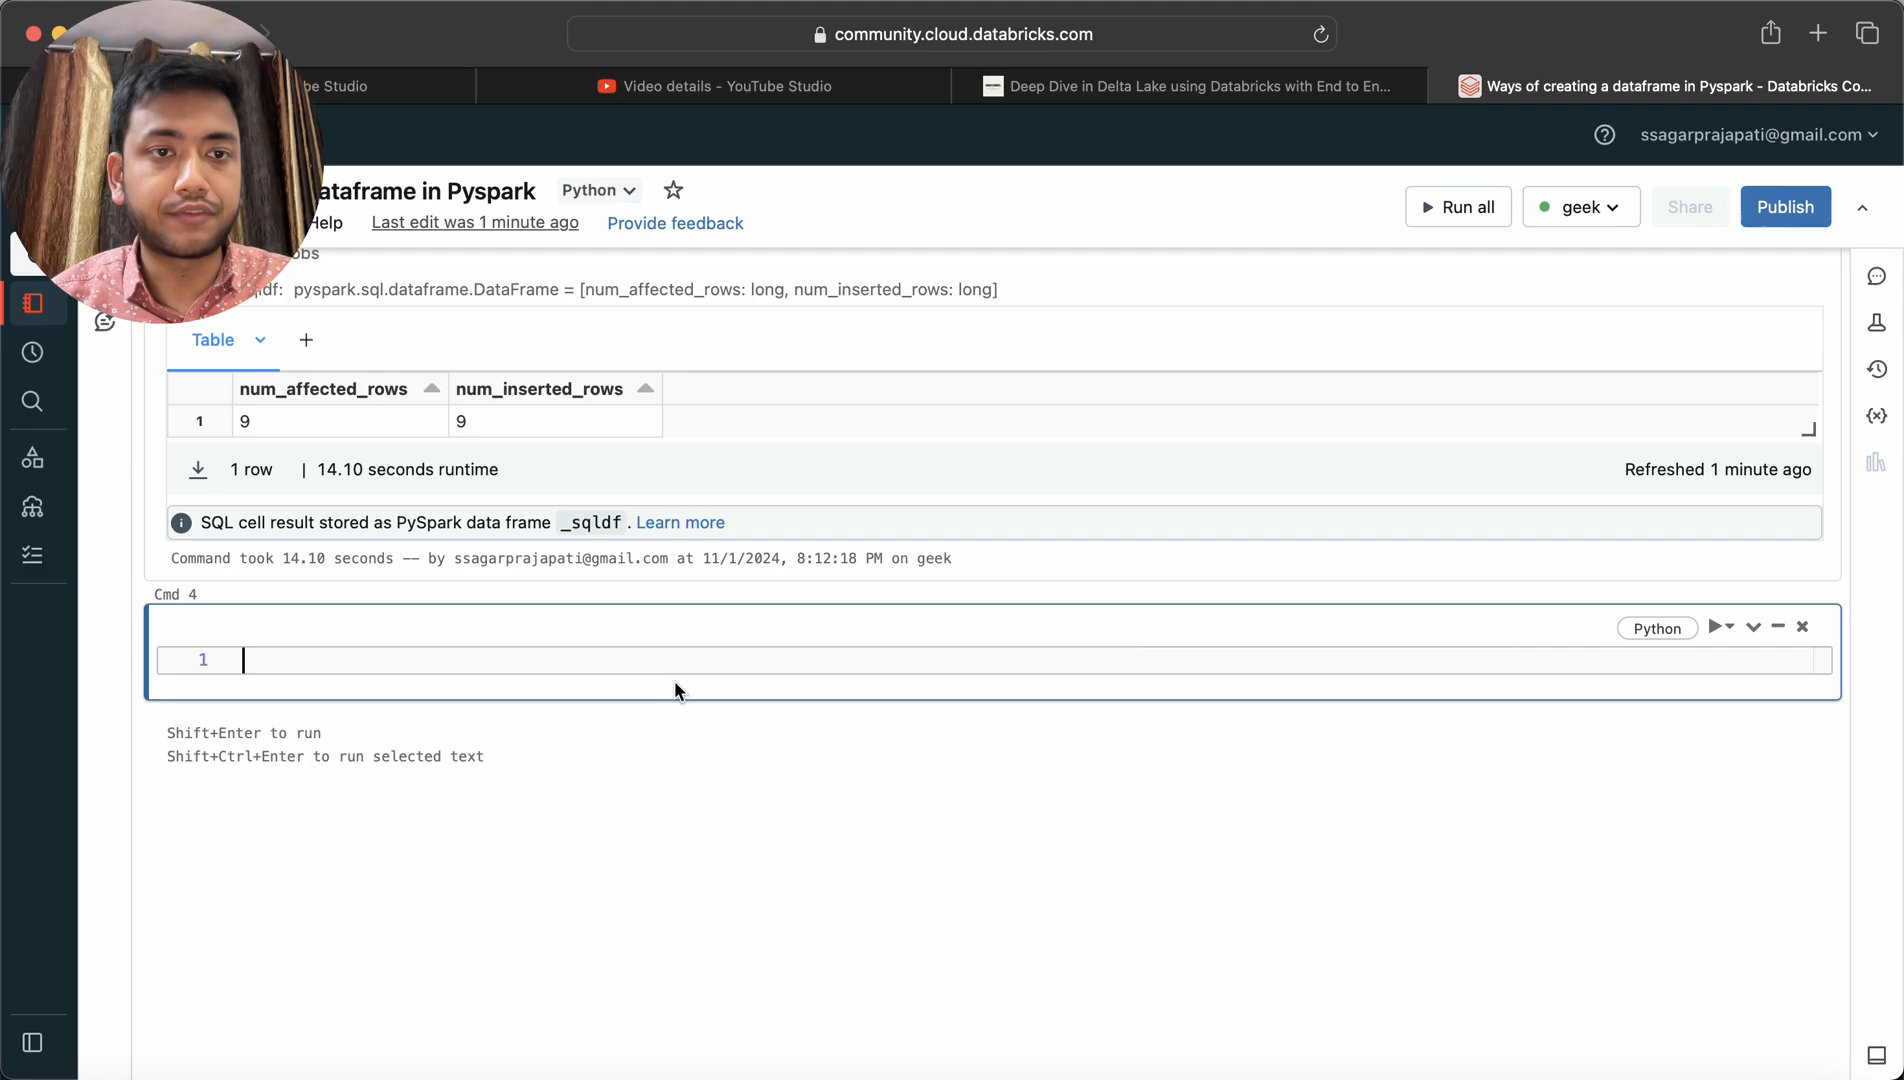 community.cloud.databricks.com
be Studio
Video details - YouTube Studio
Deep Dive in Delta Lake using Databricks with End to En...
Ways of creating a dataframe in Pyspark - Databricks Co...
ssagarprajapati@gmail.com
ataframe in Pyspark
Python
Run all
geek
Share
Publish
Help
Last edit was 1 minute ago
Provide feedback
obs
qldf: pyspark.sql.dataframe.DataFrame = [num_affected_rows: long, num_inserted_rows: long]
Table
+
num_affected_rows
num_inserted_rows
1
9
9
1 row | 14.10 seconds runtime
Refreshed 1 minute ago
SQL cell result stored as PySpark data frame _sqldf. Learn more
Command took 14.10 seconds -- by ssagarprajapati@gmail.com at 11/1/2024, 8:12:18 PM on geek
Cmd 4
Python
1
Shift+Enter to run
Shift+Ctrl+Enter to run selected text